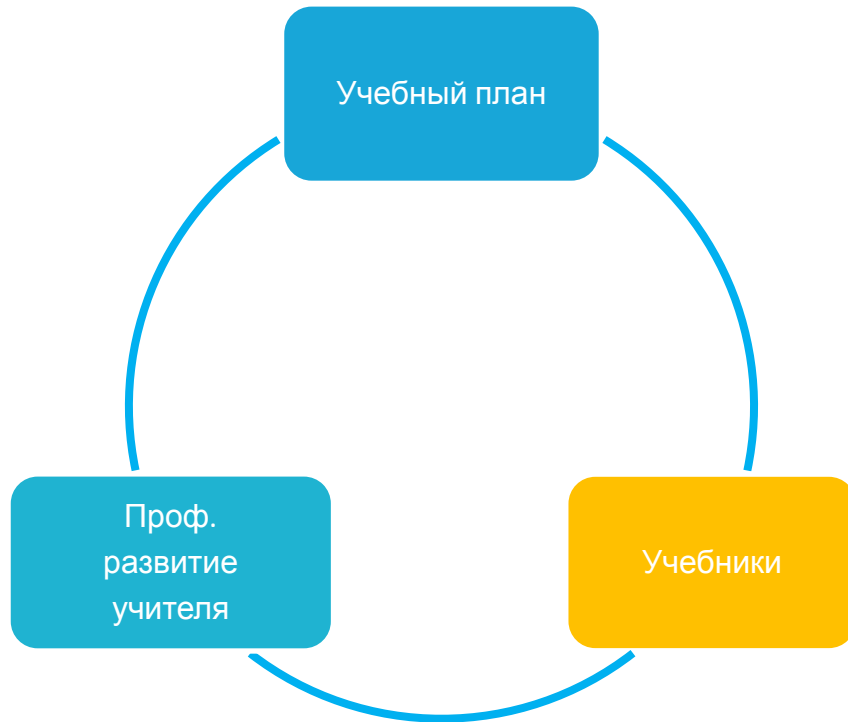 Учебный план
Проф.
развитие
учителя
Учебники